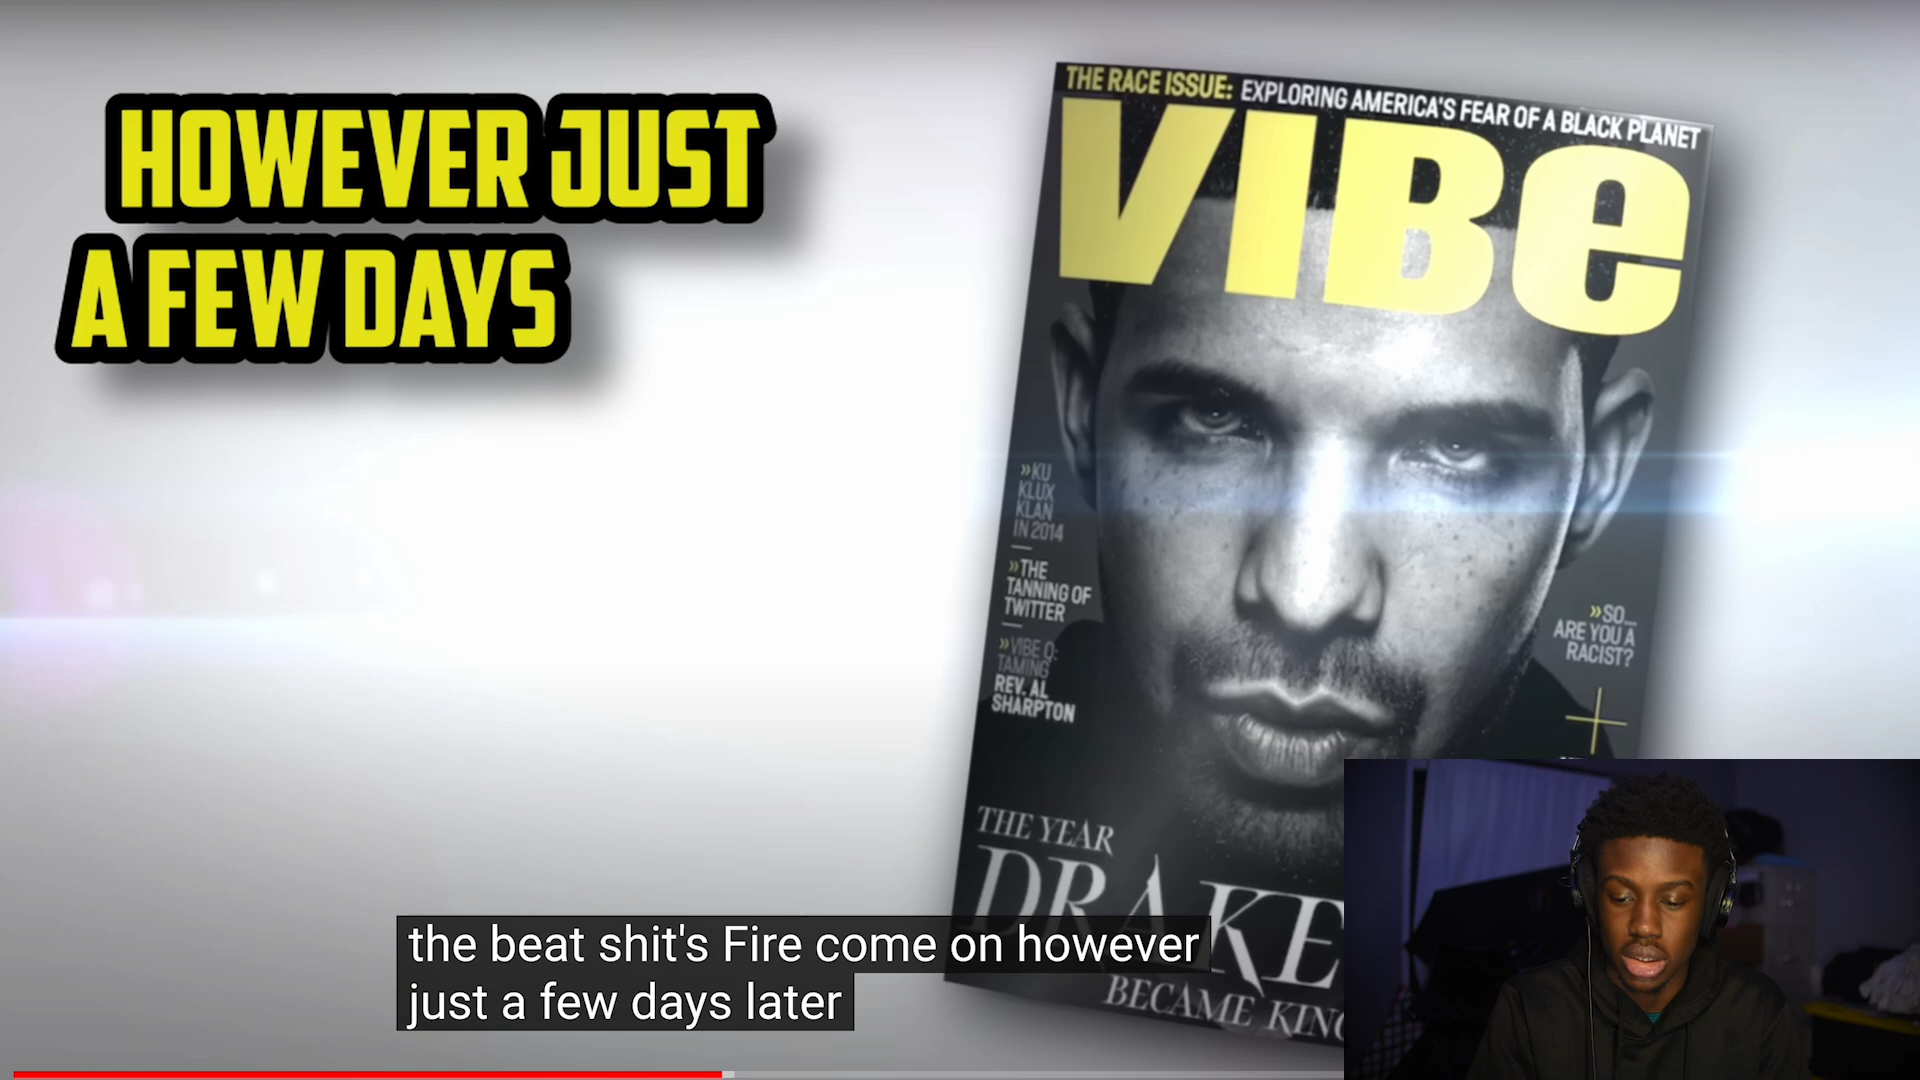 HOWEVER JUST
A FEW DAYS
THE RACE ISSUE: EXPLORING AMERICA'S FEAR OF A BLACK PLANET
VIBe
»KU
KLUX
KLAN
IN 2014
»THE
TANNING OF
TWITTER
»VIBE Q:
TAMING
REV. AL
SHARPTON
»SO...
ARE YOU A
RACIST?
THE YEAR
DRAKE
BECAME KING
the beat shit's Fire come on however
just a few days later